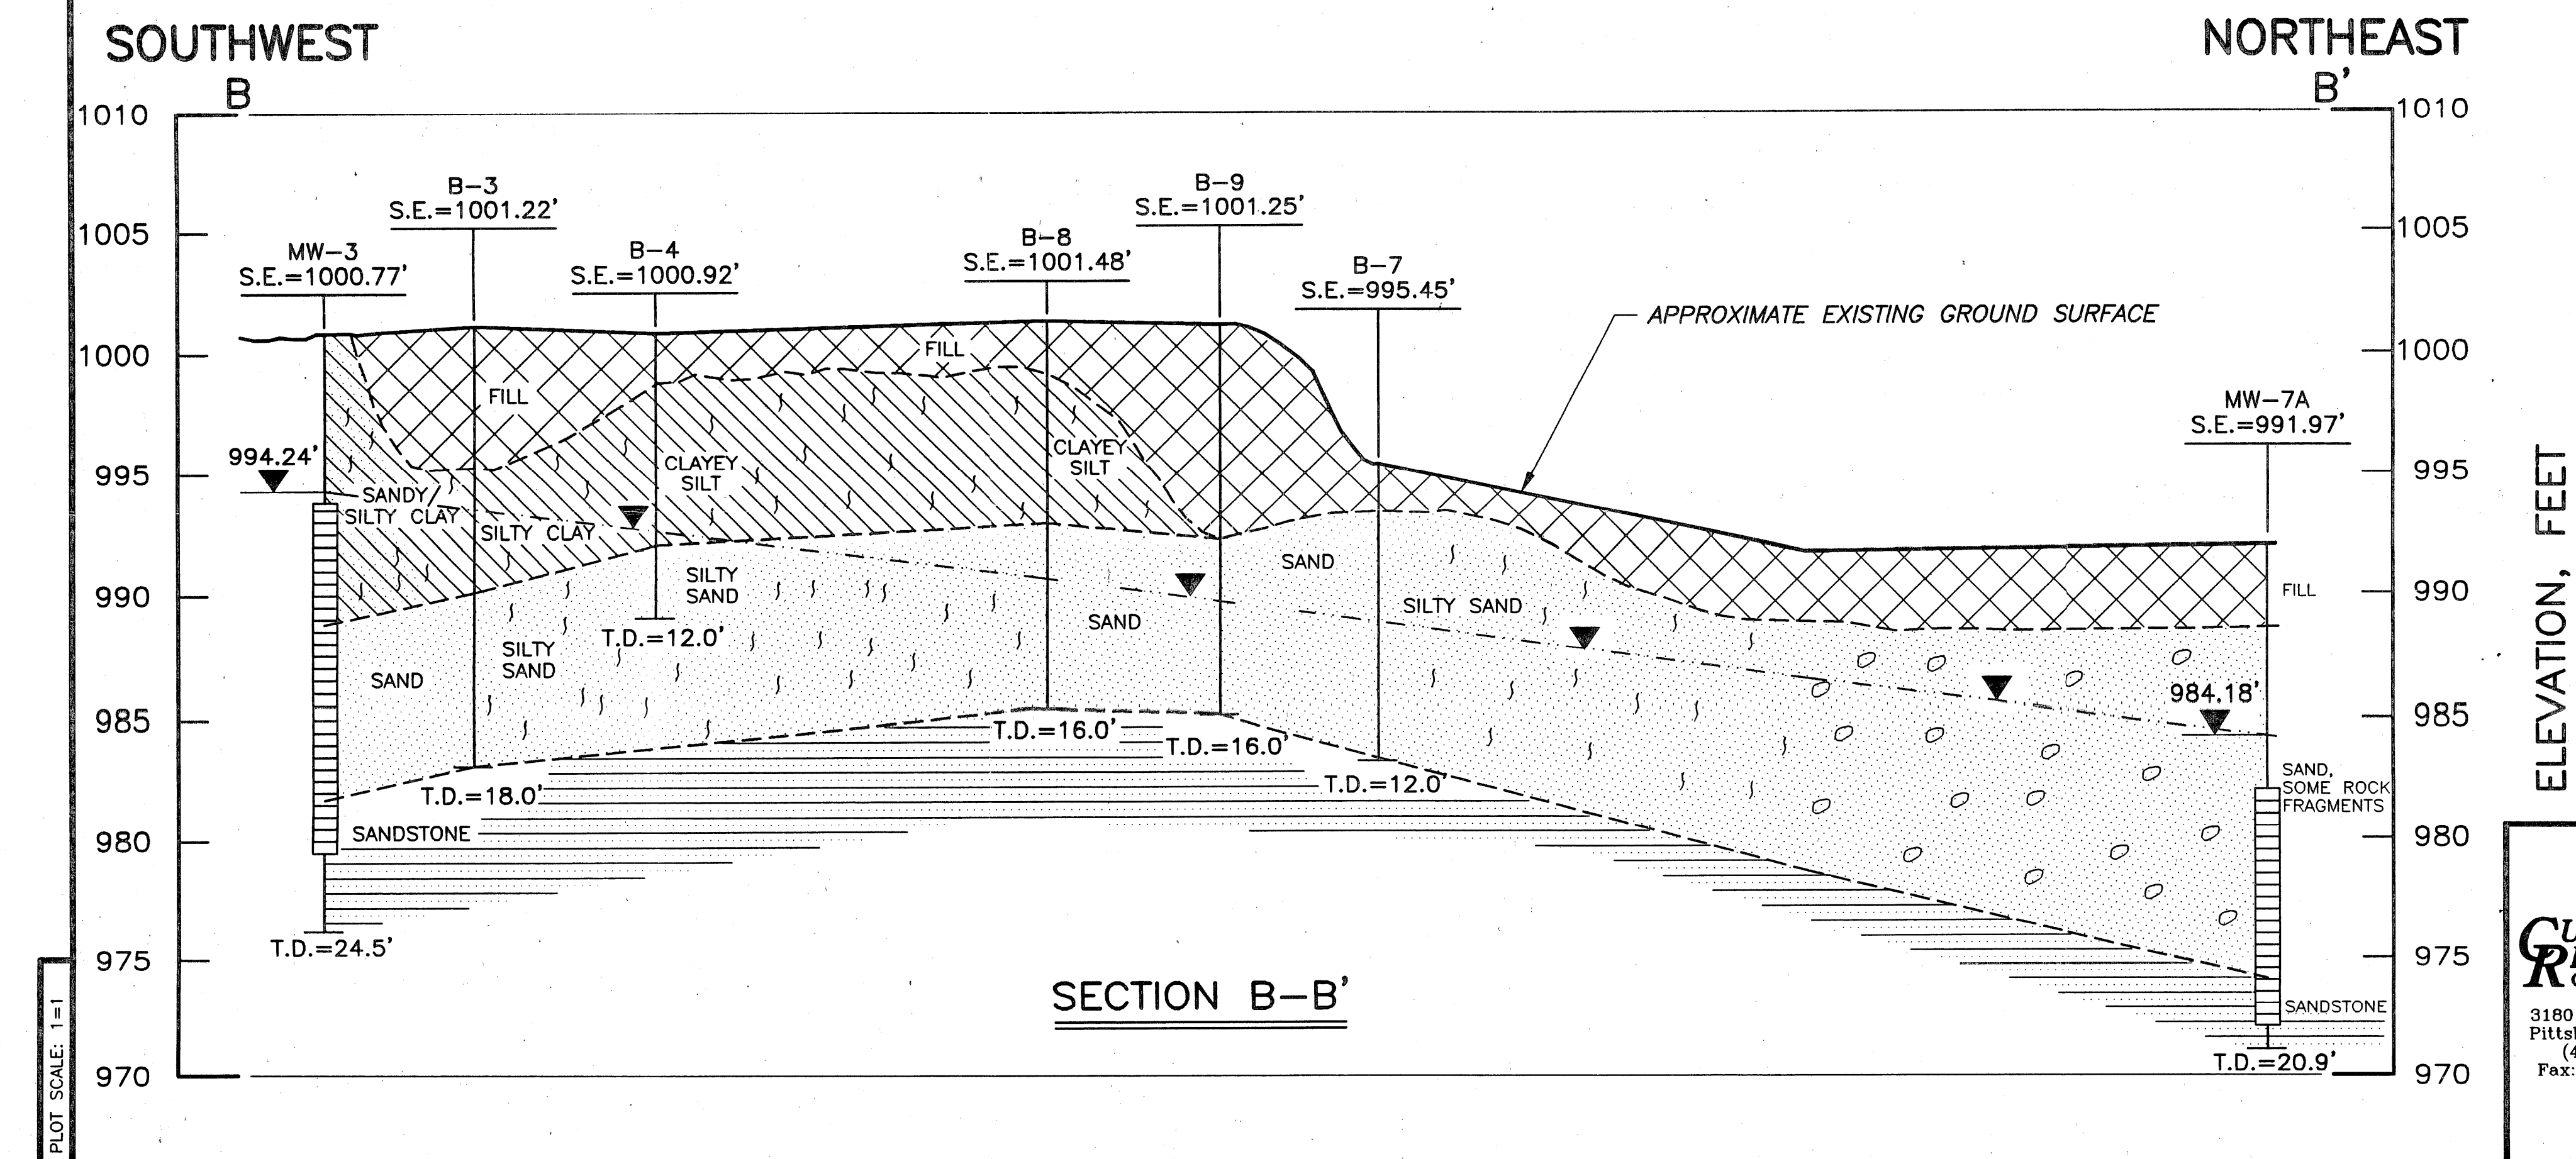 SOUTHWEST
B
NORTHEAST
B'
1010
1005
1000
995
990
985
980
975
970
1010
1005
1000
995
990
985
980
975
970
ELEVATION, FEET
MW-3
S.E.=1000.77'
B-3
S.E.=1001.22'
B-4
S.E.=1000.92'
B-8
S.E.=1001.48'
B-9
S.E.=1001.25'
B-7
S.E.=995.45'
APPROXIMATE EXISTING GROUND SURFACE
MW-7A
S.E.=991.97'
FILL
FILL
994.24'
SANDY/
SILTY CLAY
SILTY CLAY
CLAYEY
SILT
CLAYEY
SILT
SILTY
SAND
SAND
SILTY SAND
FILL
T.D.=12.0'
SAND
SILTY
SAND
SAND
984.18'
T.D.=16.0'
T.D.=16.0'
T.D.=12.0'
T.D.=18.0'
SAND,
SOME ROCK
FRAGMENTS
SANDSTONE
T.D.=24.5'
SANDSTONE
T.D.=20.9'
SECTION B-B'
PLOT SCALE: 1=1
3180
Fax: